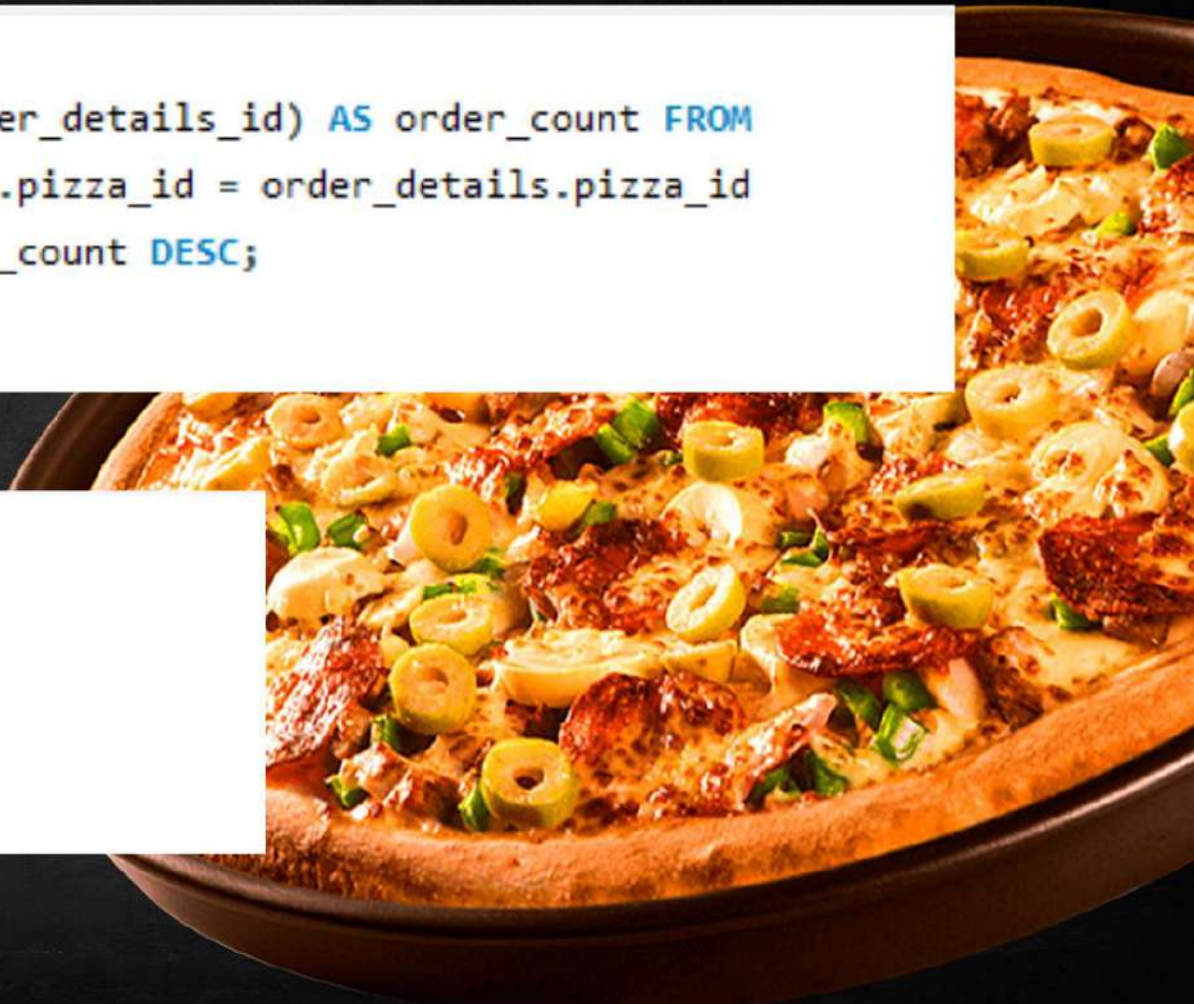 er_details_id) AS order_count FROM
.pizza_id = order_details.pizza_id
_count DESC;